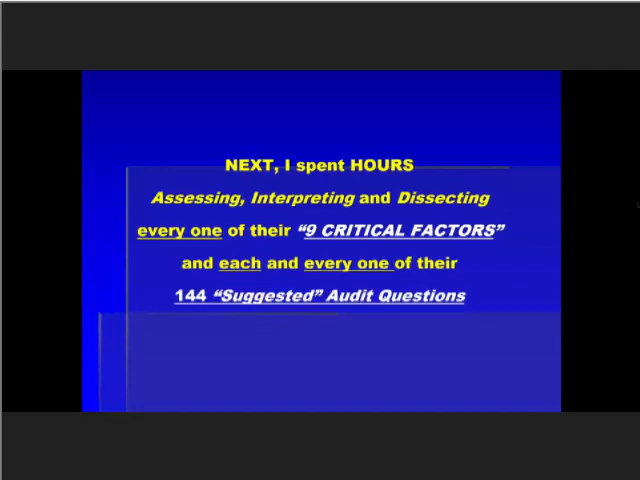 NEXT, I spent HOURS
Assessing, Interpreting and Dissecting
every one of their “9 CRITICAL FACTORS”
and each and every one of their
144 “Suggested” Audit Questions